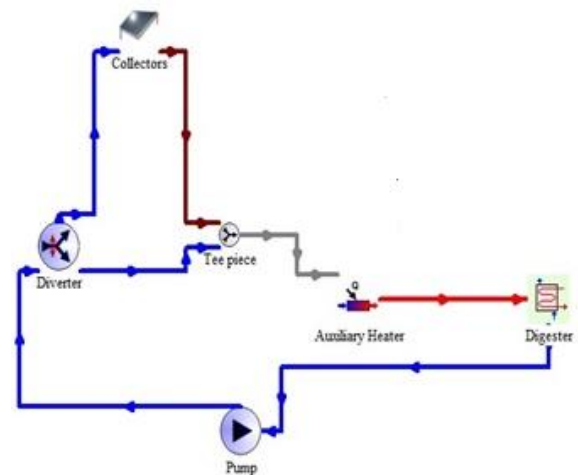 Collectors
Diverter
Tee piece
Q
Auxiliary Heater
Digester
Pump